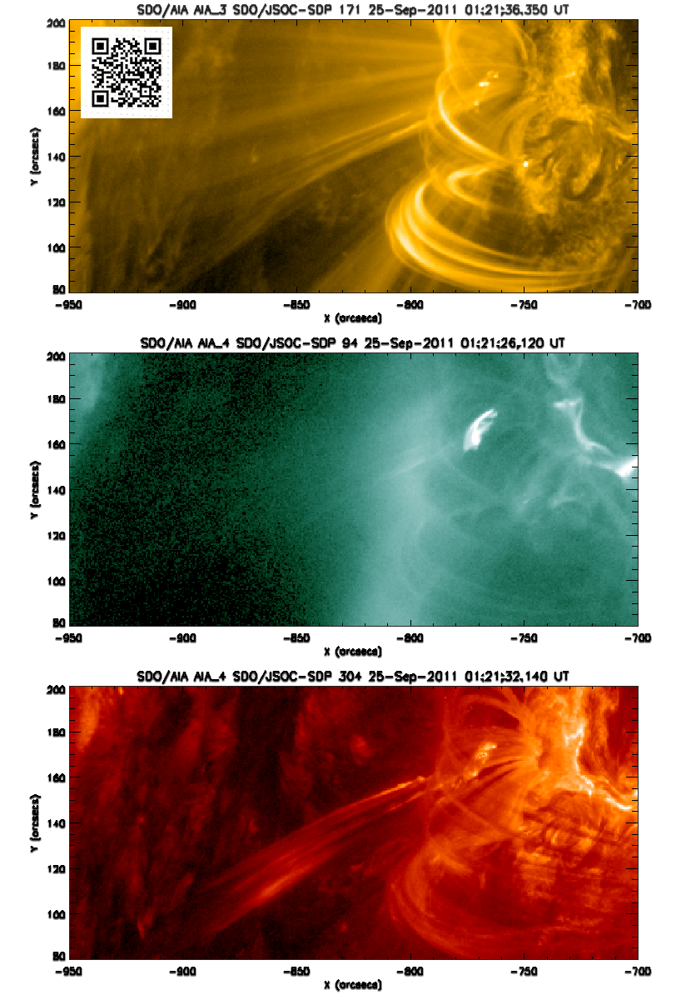 SDO/AIA AIA_3 SDO/JSOC-SDP 171 25-Sep-2011 01:21:36.350 UT
200
180
160
140
120
100
80
Y (arcsecs)
-950 -900 -850 -800 -750 -700
X (arcsecs)
SDO/AIA AIA_4 SDO/JSOC-SDP 94 25-Sep-2011 01:21:26.120 UT
200
180
160
140
120
100
80
Y (arcsecs)
-950 -900 -850 -800 -750 -700
X (arcsecs)
SDO/AIA AIA_4 SDO/JSOC-SDP 304 25-Sep-2011 01:21:32.140 UT
200
180
160
140
120
100
80
Y (arcsecs)
-950 -900 -850 -800 -750 -700
X (arcsecs)